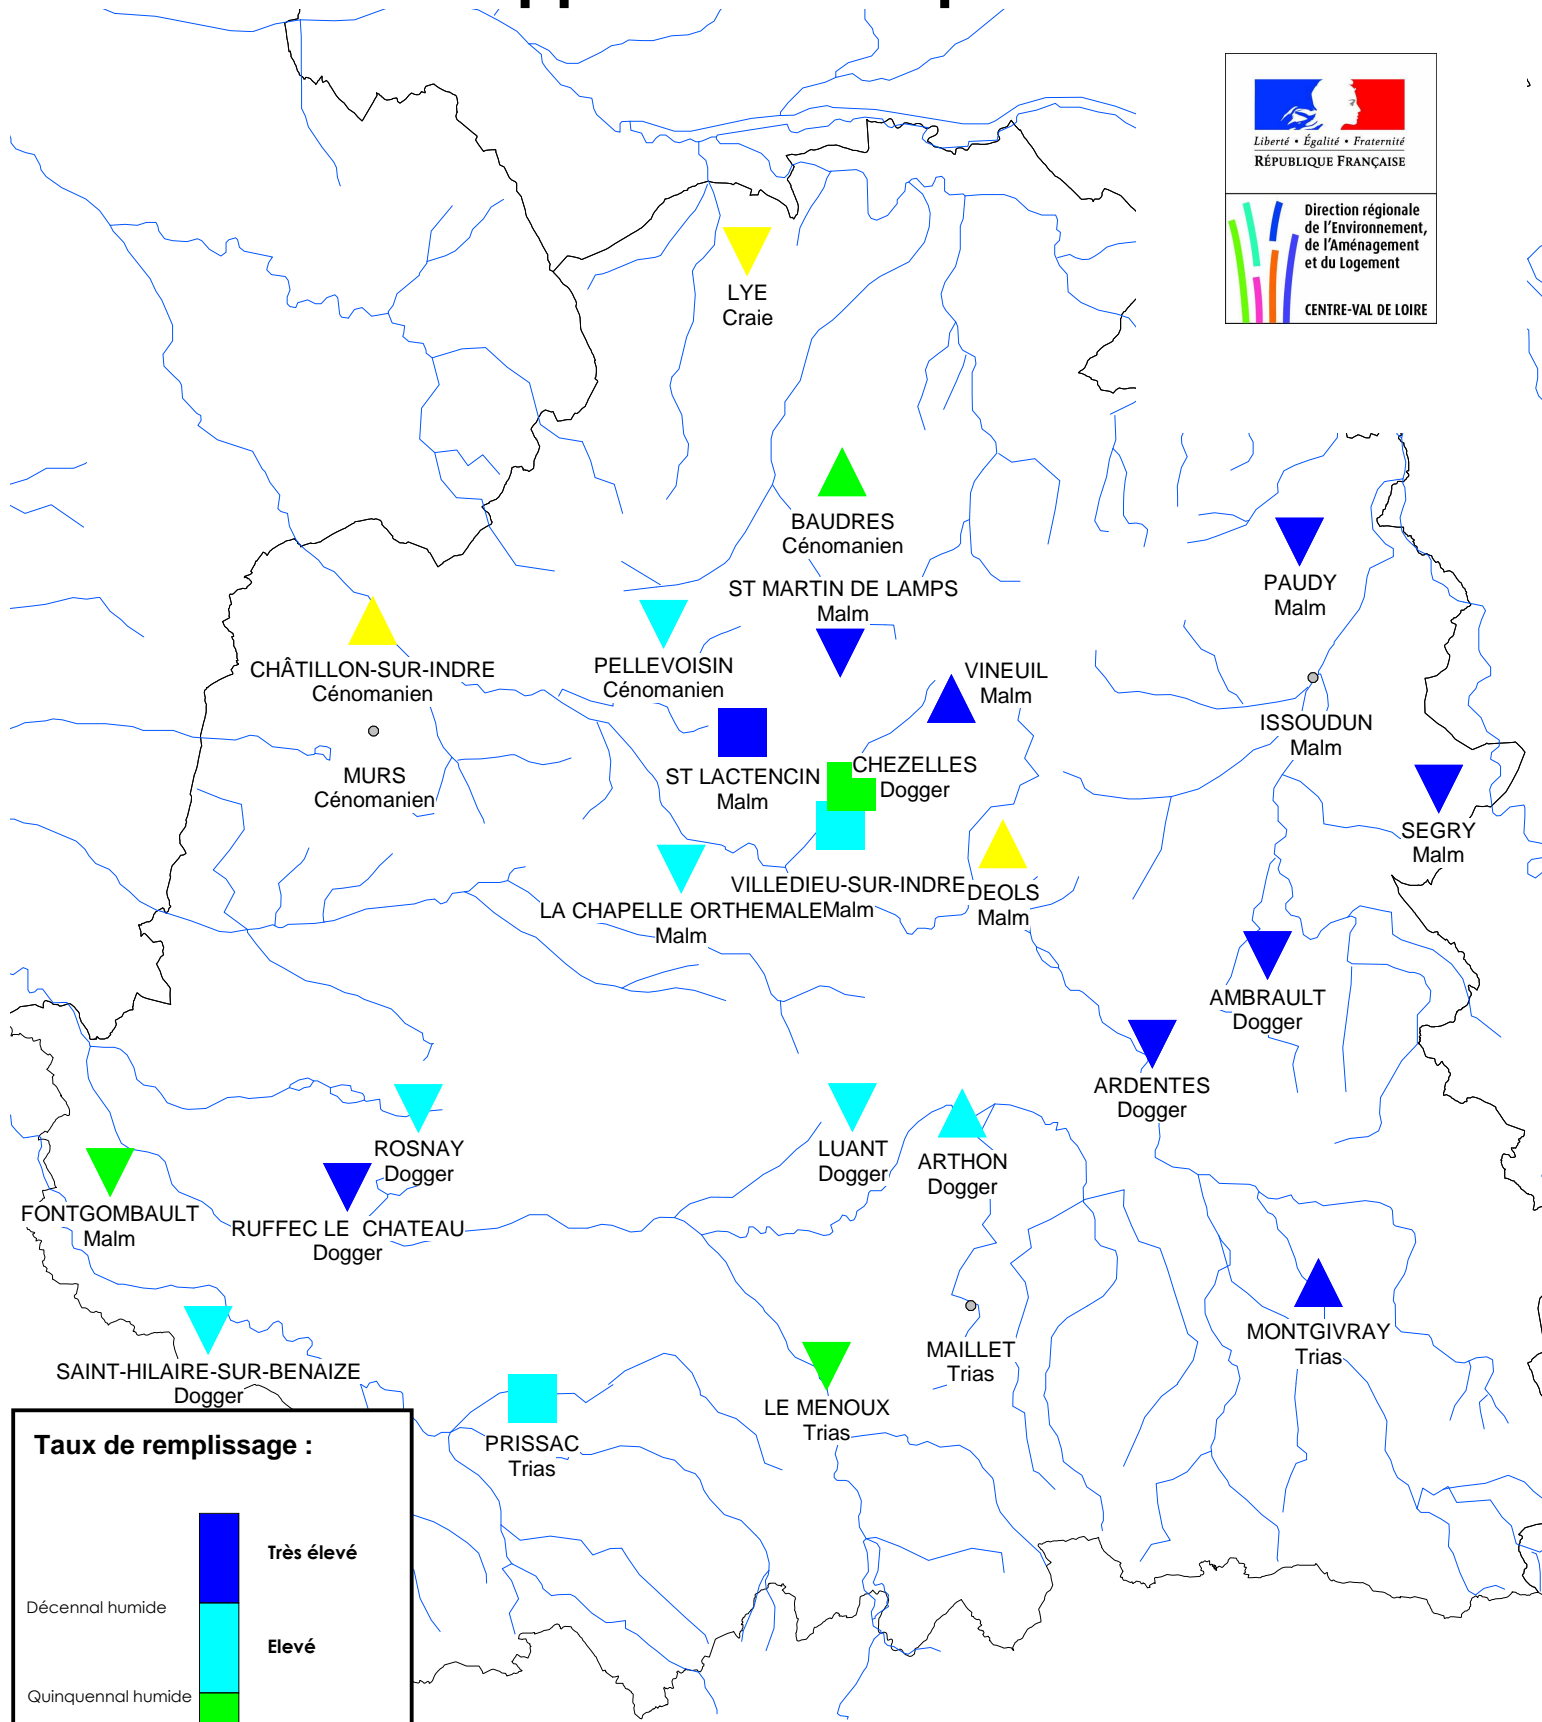 Liberté • Égalité • Fraternité
RÉPUBLIQUE FRANÇAISE
Direction régionale
de l'Environnement,
de l'Aménagement
et du Logement
CENTRE-VAL DE LOIRE
LYE
Craie
BAUDRES
Cénomanien
PAUDY
Malm
ST MARTIN DE LAMPS
Malm
CHÂTILLON-SUR-INDRE
Cénomanien
PELLEVOISIN
Cénomanien
VINEUIL
Malm
ISSOUDUN
Malm
MURS
Cénomanien
ST LACTENCIN
Malm
CHEZELLES
Dogger
SEGRY
Malm
VILLEDIEU-SUR-INDRE
Malm
DEOLS
Malm
LA CHAPELLE ORTHEMALE
Malm
AMBRAULT
Dogger
ARDENTES
Dogger
ROSNAY
Dogger
LUANT
Dogger
ARTHON
Dogger
FONTGOMBAULT
Malm
RUFFEC LE  CHATEAU
Dogger
MONTGIVRAY
Trias
MAILLET
Trias
SAINT-HILAIRE-SUR-BENAIZE
Dogger
LE MENOUX
Trias
PRISSAC
Trias
Taux de remplissage :
Très élevé
Décennal humide
Elevé
Quinquennal humide